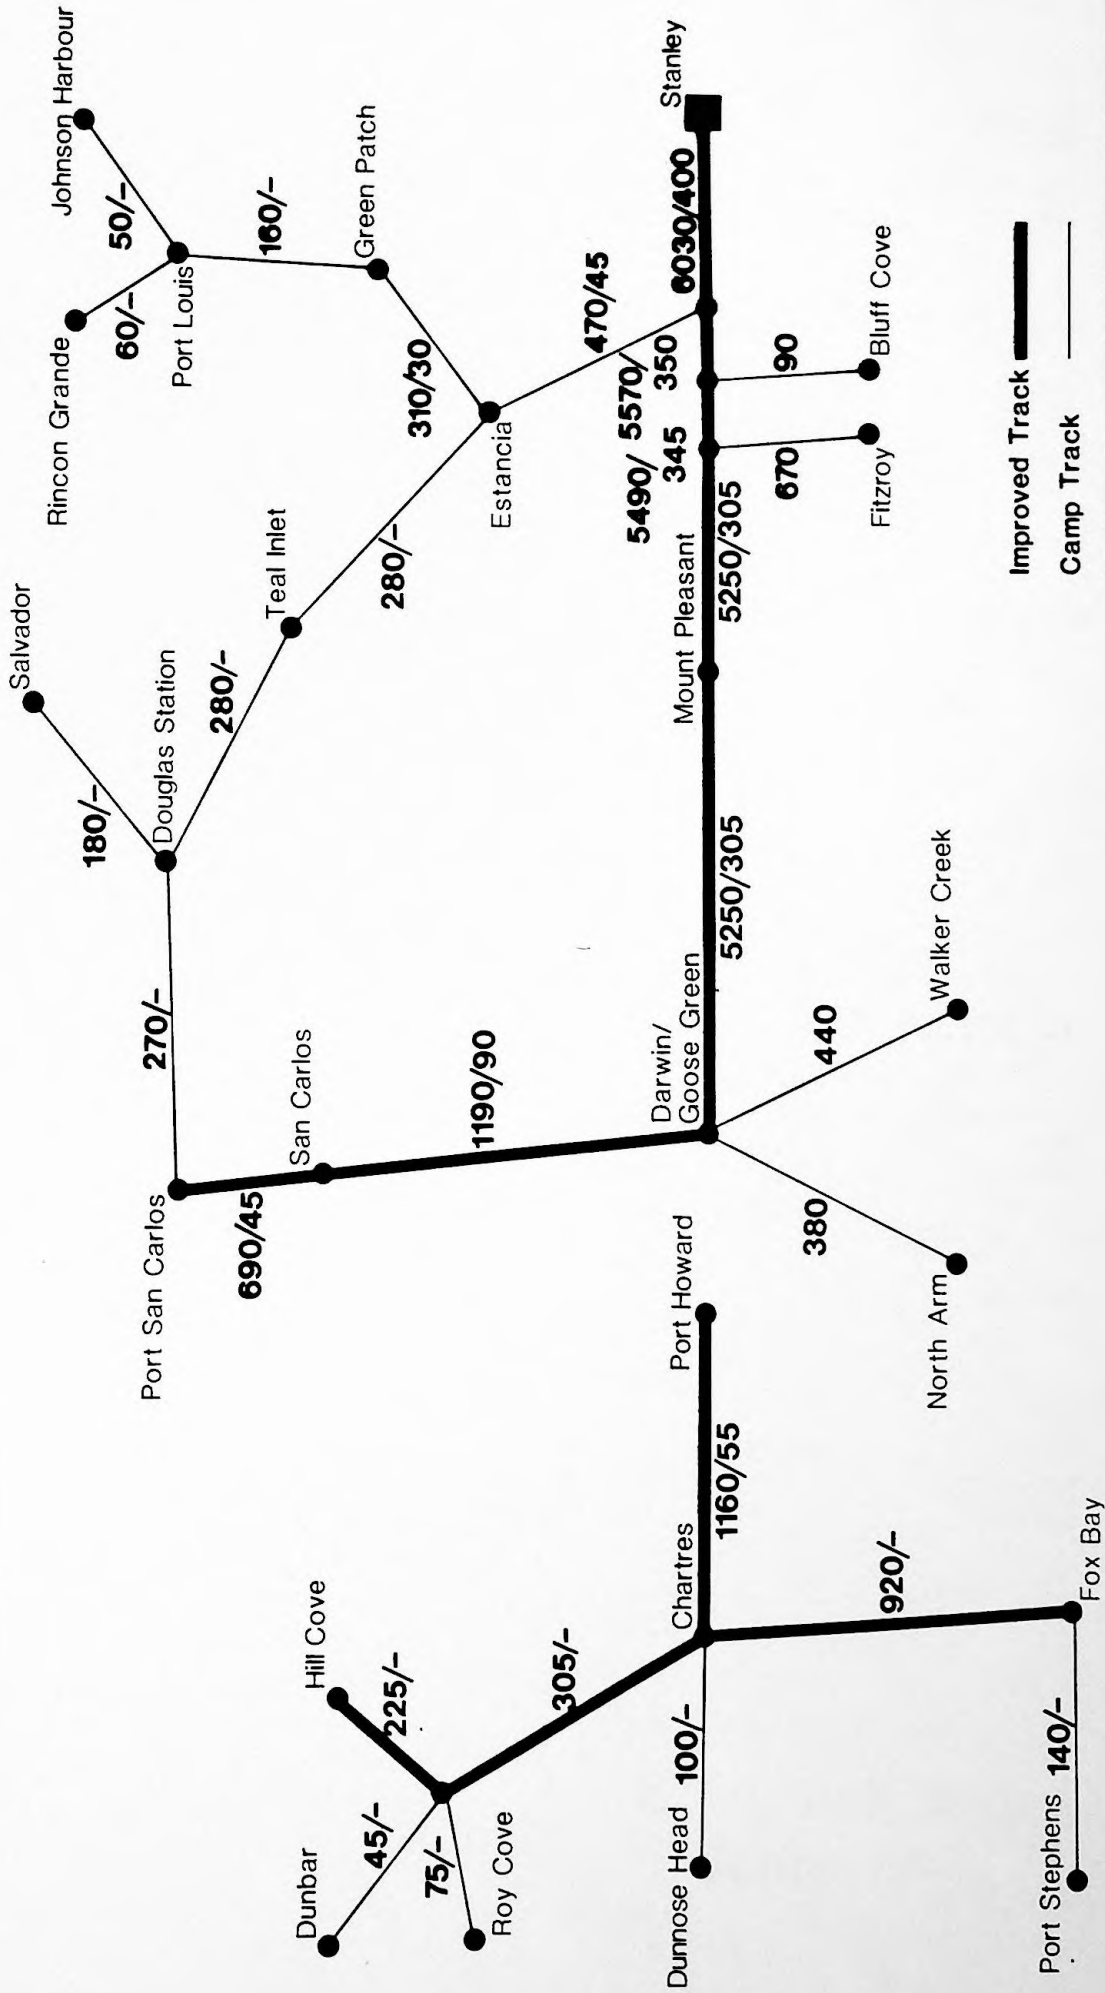 Johnson Harbour
50/-
Rincon Grande
60/-
Port Louis
160/-
Green Patch
310/30
Estancia
470/45
Stanley
6030/400
Salvador
180/-
Douglas Station
280/-
Teal Inlet
280/-
5490/
345
5570/
350
90
Bluff Cove
670
Fitzroy
Mount Pleasant
5250/305
5250/305
270/-
Port San Carlos
690/45
San Carlos
1190/90
Darwin/
Goose Green
440
Walker Creek
380
North Arm
Port Howard
1160/55
Chartres
Hill Cove
225/-
305/-
Dunbar
45/-
75/-
Roy Cove
100/-
Dunnose Head
920/-
Fox Bay
140/-
Port Stephens
Improved Track
Camp Track